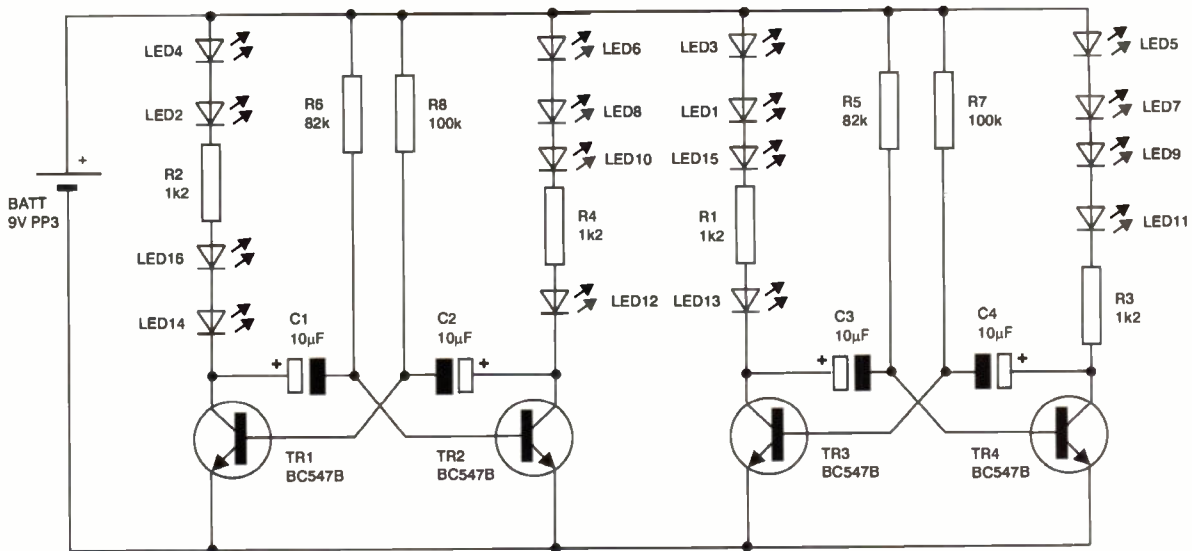 LED4
LED2
R2
1k2
LED16
LED14
+
BATT
9V PP3
R6
82k
R8
100k
C1
10µF
+
C2
10µF
+
LED6
LED8
LED10
R4
1k2
LED12
TR1
BC547B
TR2
BC547B
LED3
LED1
LED15
R1
1k2
LED13
R5
82k
R7
100k
C3
10µF
+
C4
10µF
+
LED5
LED7
LED9
LED11
R3
1k2
TR3
BC547B
TR4
BC547B